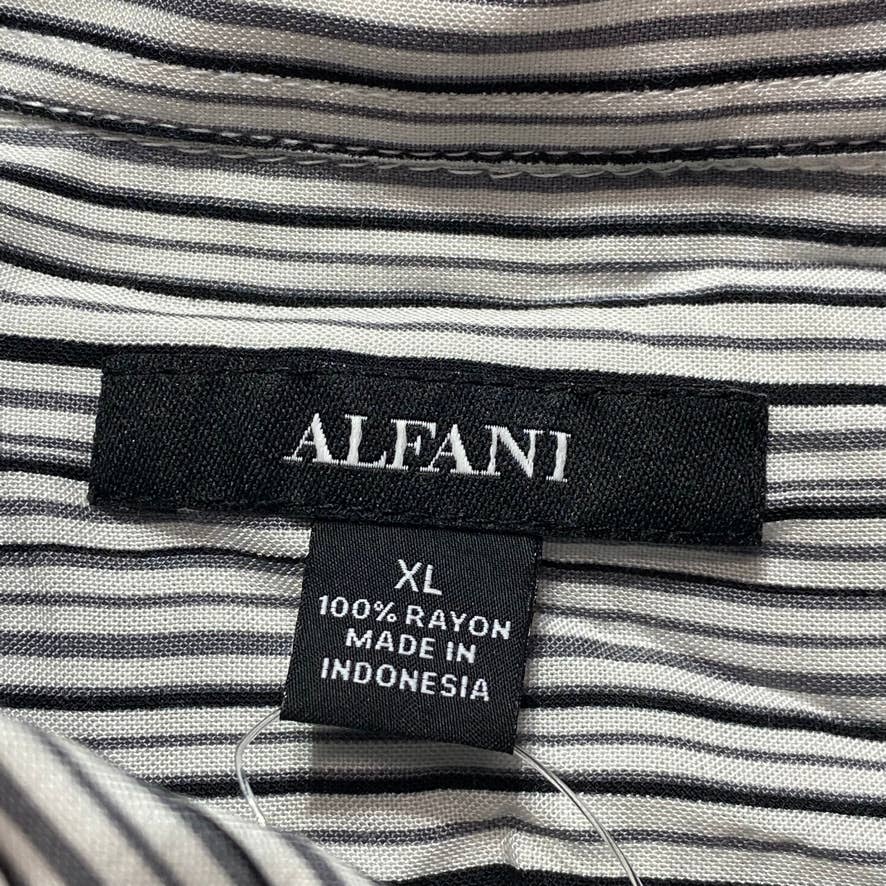 ALFANI
XL
100% RAYON
MADE IN
INDONESIA